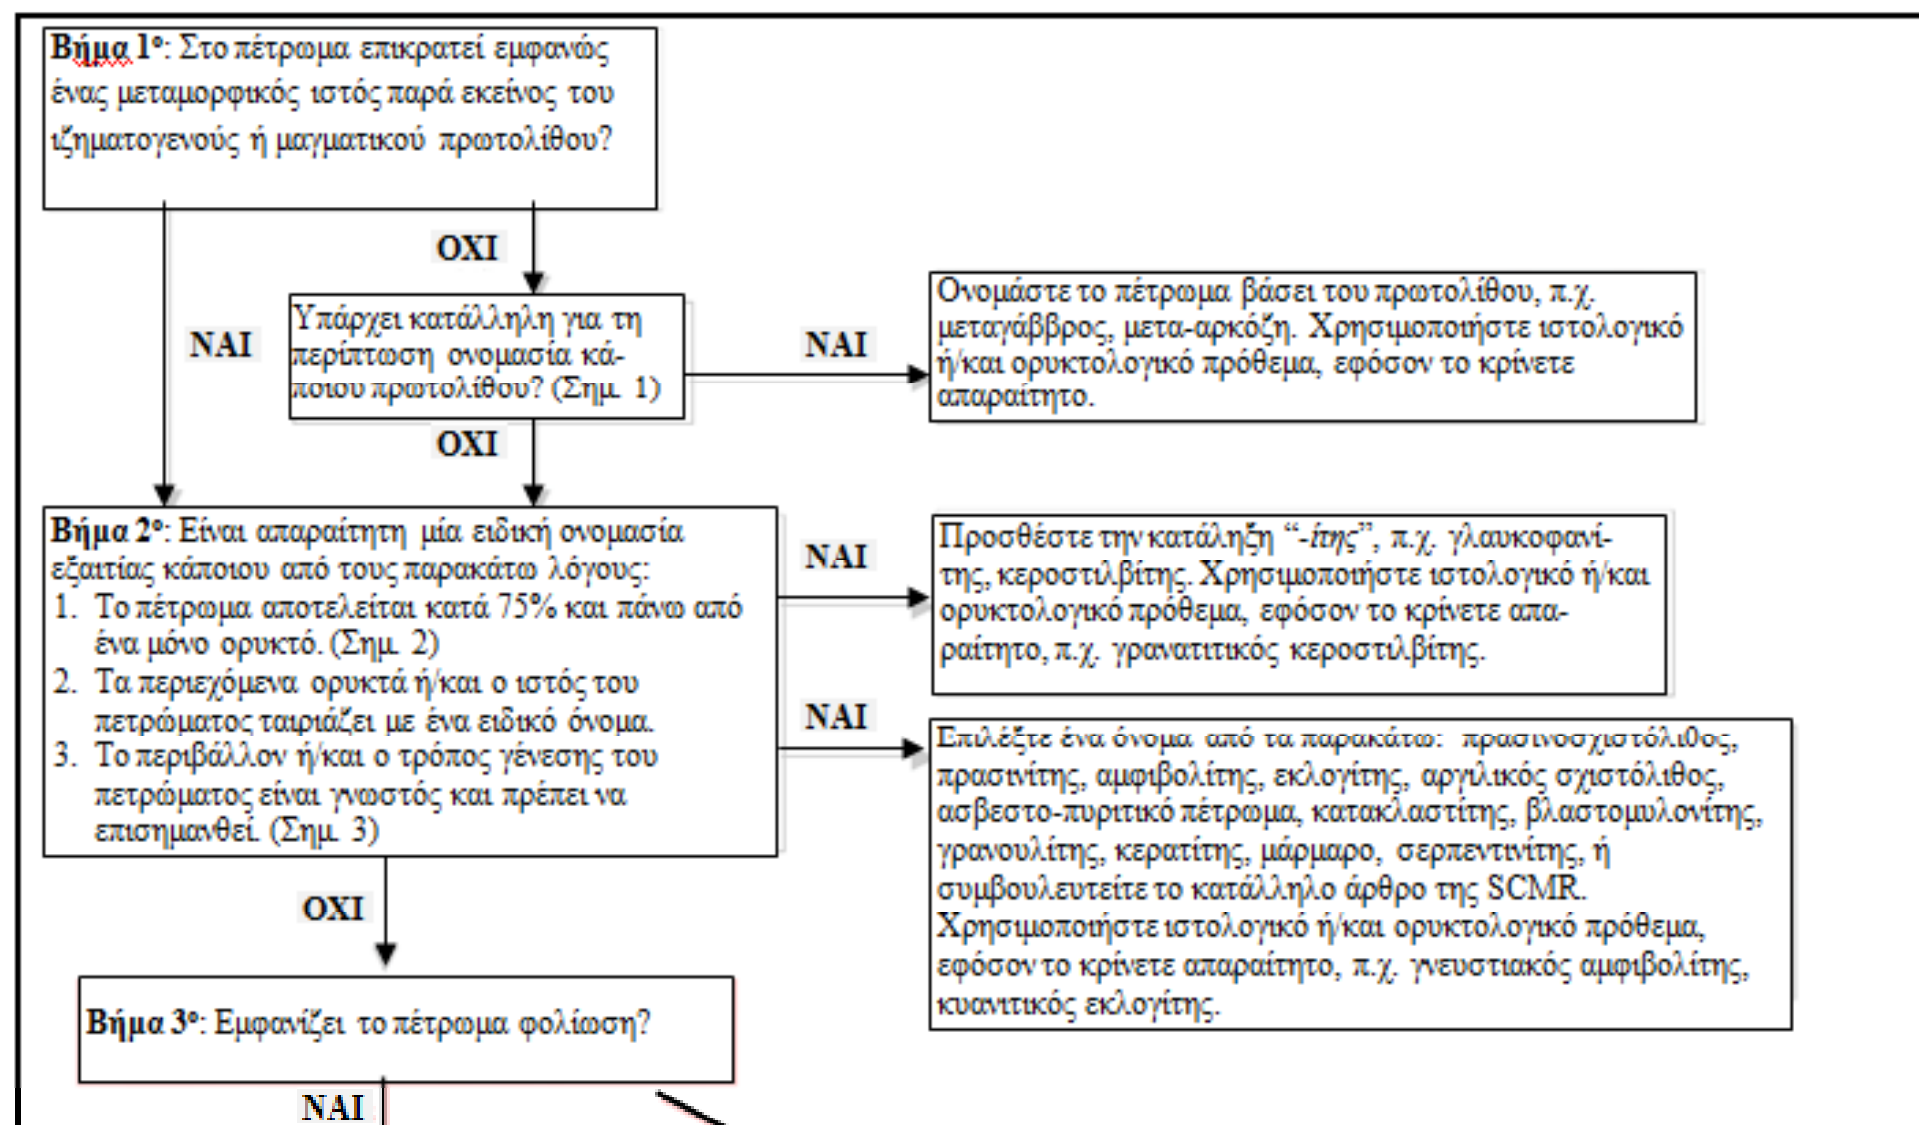 Βήμα 1ο: Στο πέτρωμα επικρατεί εμφανώς
ένας μεταμορφικός ιστός παρά εκείνος του
ιζηματογενούς ή μαγματικού πρωτολίθου?
ΟΧΙ
ΝΑΙ
Υπάρχει κατάλληλη για τη
περίπτωση ονομασία κά-
ποιου πρωτολίθου? (Σημ. 1)
ΝΑΙ
Ονομάστε το πέτρωμα βάσει του πρωτολίθου, π.χ.
μεταγάββρος, μετα-αρκόζη. Χρησιμοποιήστε ιστολογικό
ή/και ορυκτολογικό πρόθεμα, εφόσον το κρίνετε
απαραίτητο.
ΟΧΙ
Βήμα 2ο: Είναι απαραίτητη μία ειδική ονομασία
εξαιτίας κάποιου από τους παρακάτω λόγους:
1. Το πέτρωμα αποτελείται κατά 75% και πάνω από
ένα μόνο ορυκτό. (Σημ. 2)
2. Τα περιεχόμενα ορυκτά ή/και ο ιστός του
πετρώματος ταιριάζει με ένα ειδικό όνομα.
3. Το περιβάλλον ή/και ο τρόπος γένεσης του
πετρώματος είναι γνωστός και πρέπει να
επισημανθεί. (Σημ. 3)
ΝΑΙ
Προσθέστε την κατάληξη “-ίτης”, π.χ. γλαυκοφανί-
της, κεροστιλβίτης. Χρησιμοποιήστε ιστολογικό ή/και
ορυκτολογικό πρόθεμα, εφόσον το κρίνετε απα-
ραίτητο, π.χ. γρανατιτικός κεροστιλβίτης.
ΝΑΙ
Επιλέξτε ένα όνομα από τα παρακάτω: πρασινοσχιστόλιθος,
πρασινίτης, αμφιβολίτης, εκλογίτης, αργιλικός σχιστόλιθος,
ασβεστο-πυριτικό πέτρωμα, κατακλαστίτης, βλαστομυλονίτης,
γρανουλίτης, κερατίτης, μάρμαρο, σερπεντινίτης, ή
συμβουλευτείτε το κατάλληλο άρθρο της SCMR.
Χρησιμοποιήστε ιστολογικό ή/και ορυκτολογικό πρόθεμα,
εφόσον το κρίνετε απαραίτητο, π.χ. γνευστιακός αμφιβολίτης,
κυανιτικός εκλογίτης.
ΟΧΙ
Βήμα 3ο: Εμφανίζει το πέτρωμα φολίωση?
ΝΑΙ